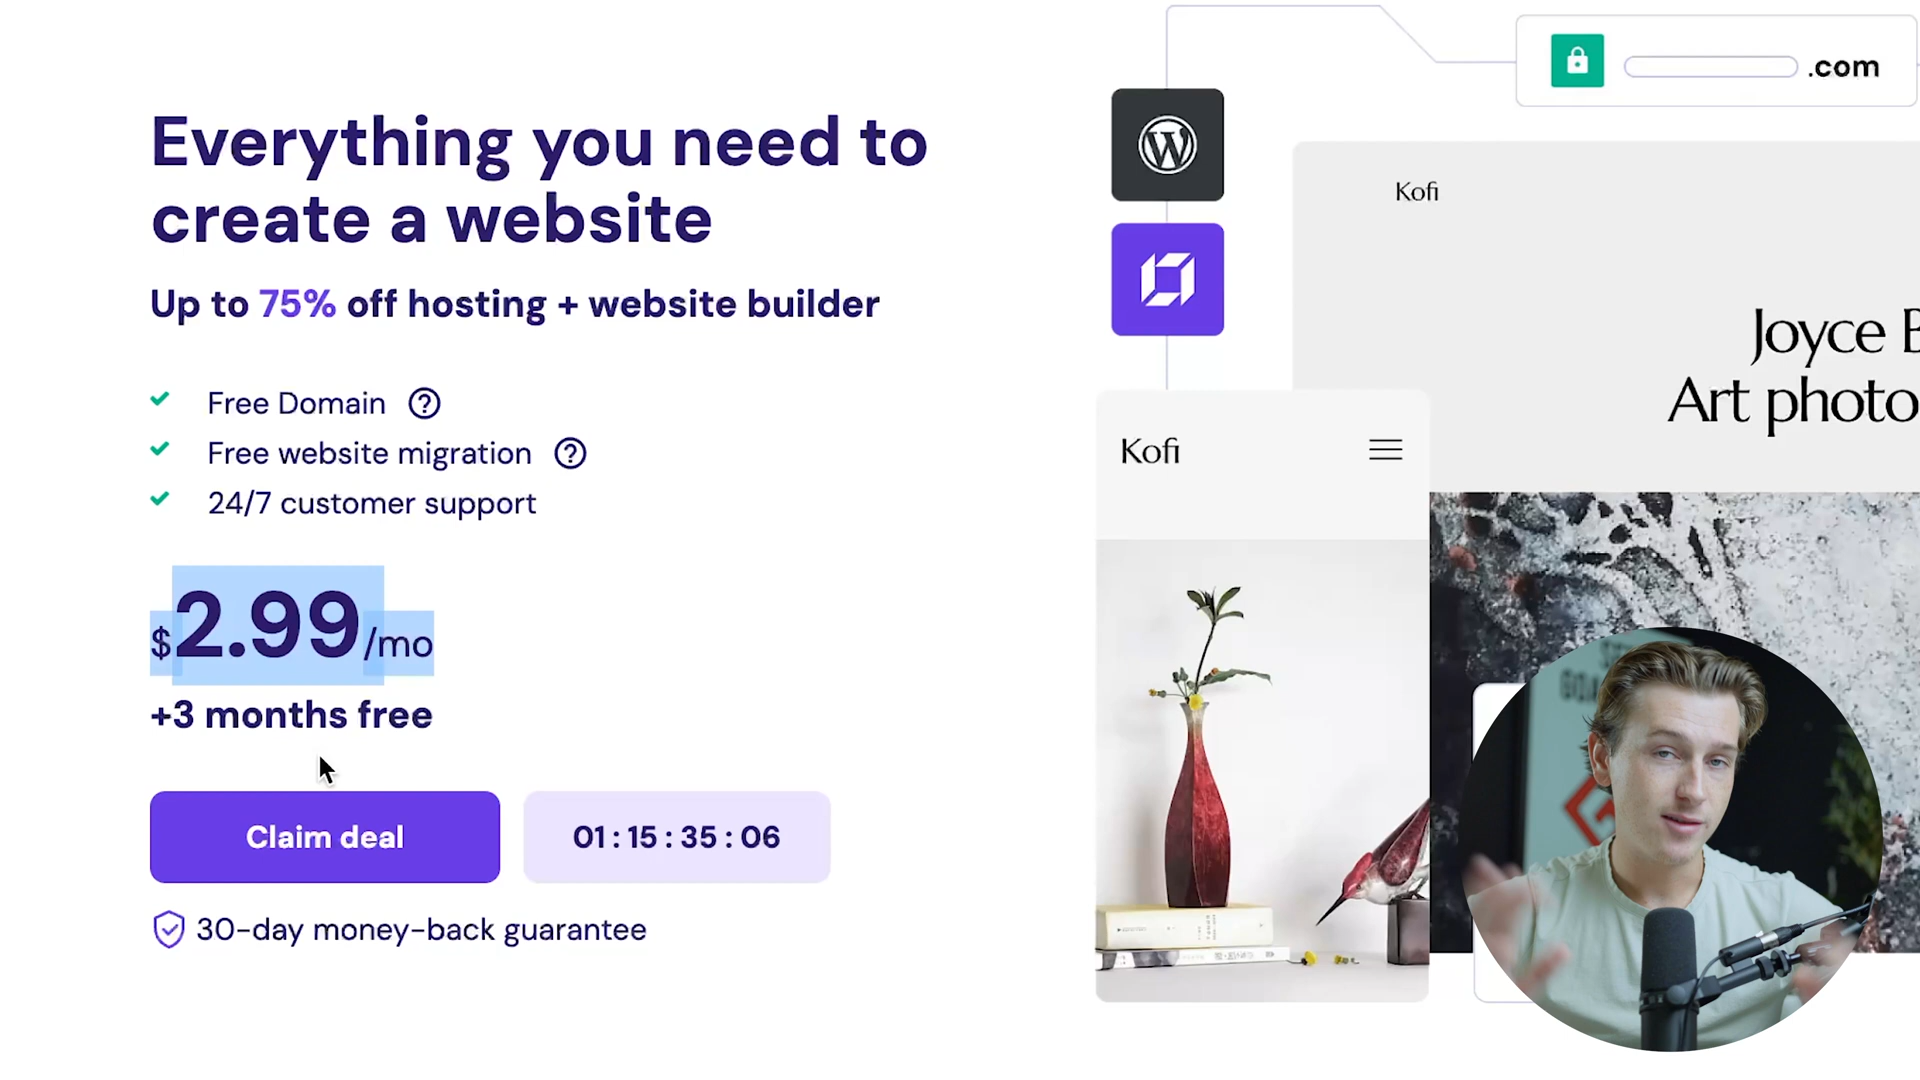 Everything you need to
create a website
Up to 75% off hosting + website builder
Free Domain ?
Free website migration ?
24/7 customer support
$2.99/mo
+3 months free
Claim deal
01 : 15 : 35 : 06
30-day money-back guarantee
.com
Kofi
Joyce B
Art photo
Kofi